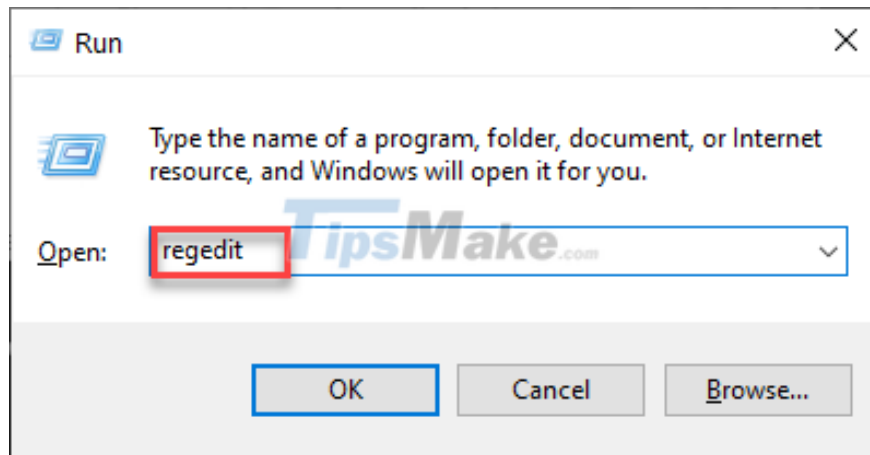 Run
Type the name of a program, folder, document, or Internet
resource, and Windows will open it for you.
Open: regedit
TipsMake.com
OK Cancel Browse...